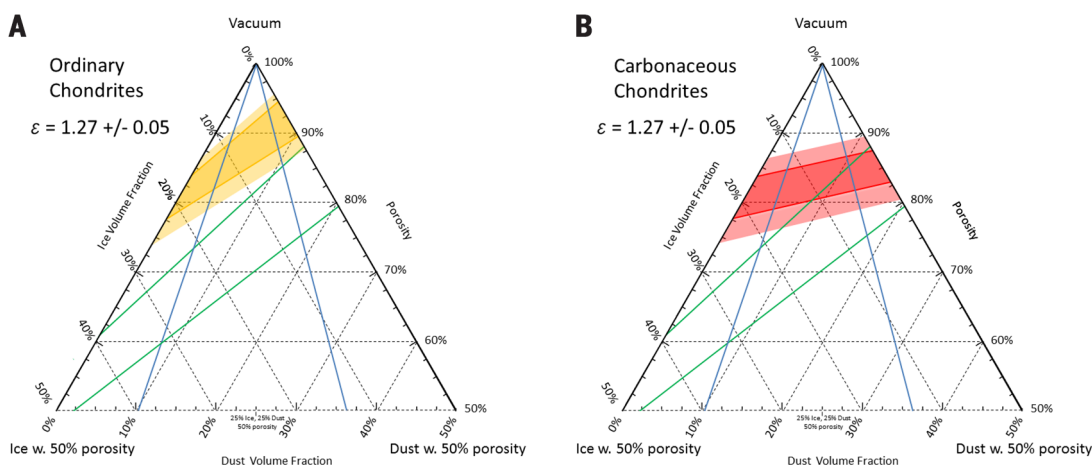 A
Vacuum
Ordinary
Chondrites
ε = 1.27 +/- 0.05
0%
100%
10%
90%
20%
80%
30%
70%
40%
60%
50%
50%
Ice Volume Fraction
Porosity
0%
10%
20%
30%
40%
50%
25% Ice, 25% Dust
50% porosity
Ice w. 50% porosity
Dust w. 50% porosity
Dust Volume Fraction
B
Vacuum
Carbonaceous
Chondrites
ε = 1.27 +/- 0.05
0%
100%
10%
90%
20%
80%
30%
70%
40%
60%
50%
50%
Ice Volume Fraction
Porosity
0%
10%
20%
30%
40%
50%
25% Ice, 25% Dust
50% porosity
Ice w. 50% porosity
Dust w. 50% porosity
Dust Volume Fraction